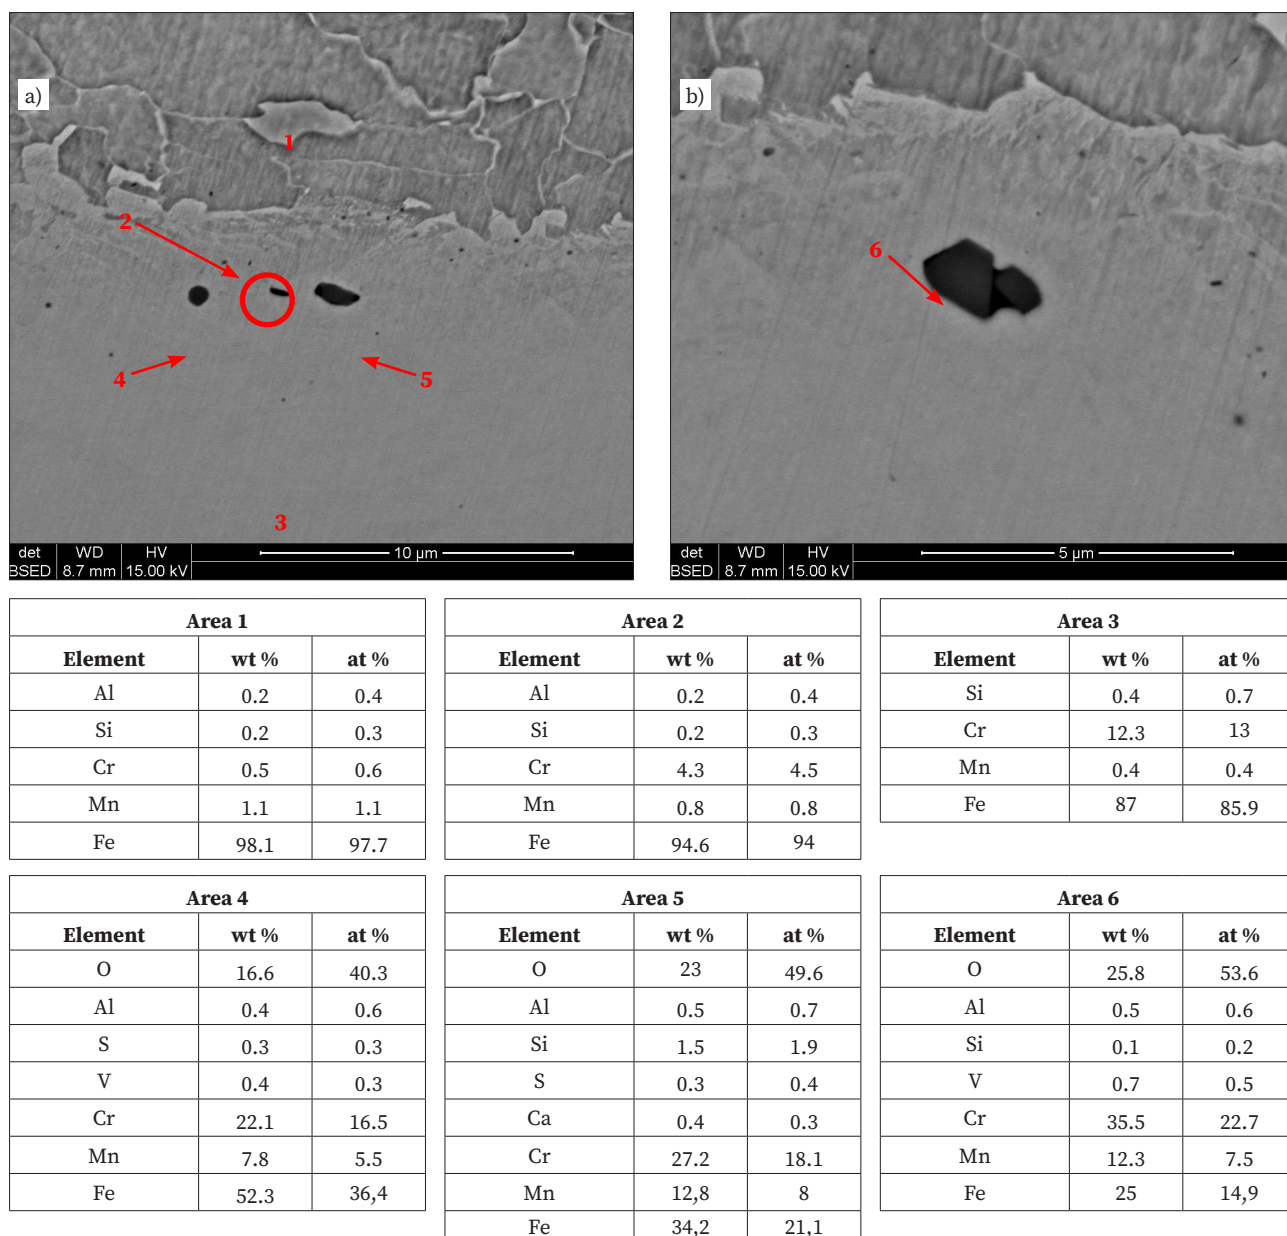 a)
1
2
4
5
3
det WD HV
BSED 8.7 mm 15.00 kV
10 µm
b)
6
det WD HV
BSED 8.7 mm 15.00 kV
5 µm
Area 1
Element wt % at %
Al 0.2 0.4
Si 0.2 0.3
Cr 0.5 0.6
Mn 1.1 1.1
Fe 98.1 97.7
Area 2
Element wt % at %
Al 0.2 0.4
Si 0.2 0.3
Cr 4.3 4.5
Mn 0.8 0.8
Fe 94.6 94
Area 3
Element wt % at %
Si 0.4 0.7
Cr 12.3 13
Mn 0.4 0.4
Fe 87 85.9
Area 4
Element wt % at %
O 16.6 40.3
Al 0.4 0.6
S 0.3 0.3
V 0.4 0.3
Cr 22.1 16.5
Mn 7.8 5.5
Fe 52.3 36,4
Area 5
Element wt % at %
O 23 49.6
Al 0.5 0.7
Si 1.5 1.9
S 0.3 0.4
Ca 0.4 0.3
Cr 27.2 18.1
Mn 12,8 8
Fe 34,2 21,1
Area 6
Element wt % at %
O 25.8 53.6
Al 0.5 0.6
Si 0.1 0.2
V 0.7 0.5
Cr 35.5 22.7
Mn 12.3 7.5
Fe 25 14,9